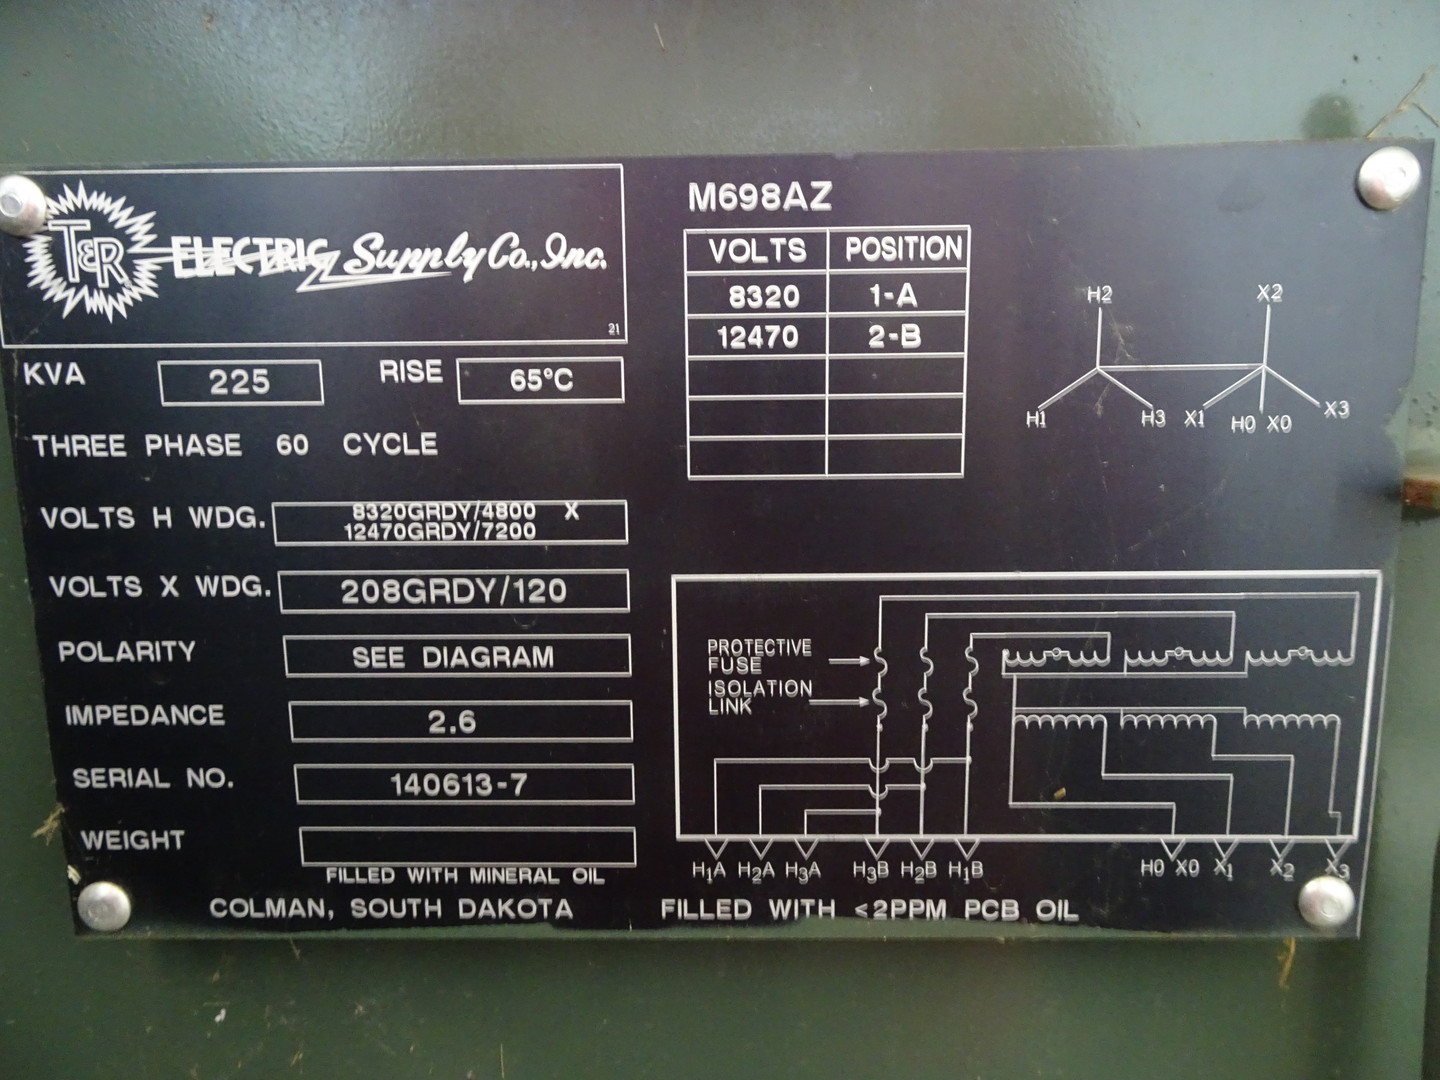 T&R ELECTRIC Supply Co., Inc.
21
KVA 225 RISE 65°C
THREE PHASE 60 CYCLE
VOLTS H WDG. 8320GRDY/4800 X
12470GRDY/7200
VOLTS X WDG. 208GRDY/120
POLARITY SEE DIAGRAM
IMPEDANCE 2.6
SERIAL NO. 140613-7
WEIGHT
FILLED WITH MINERAL OIL
COLMAN, SOUTH DAKOTA
M698AZ
VOLTS POSITION
8320 1-A
12470 2-B
H2 X2
H1 H3 X1 H0 X0 X3
PROTECTIVE
FUSE
ISOLATION
LINK
H1A H2A H3A H3B H2B H1B H0 X0 X1 X2 X3
FILLED WITH <2PPM PCB OIL